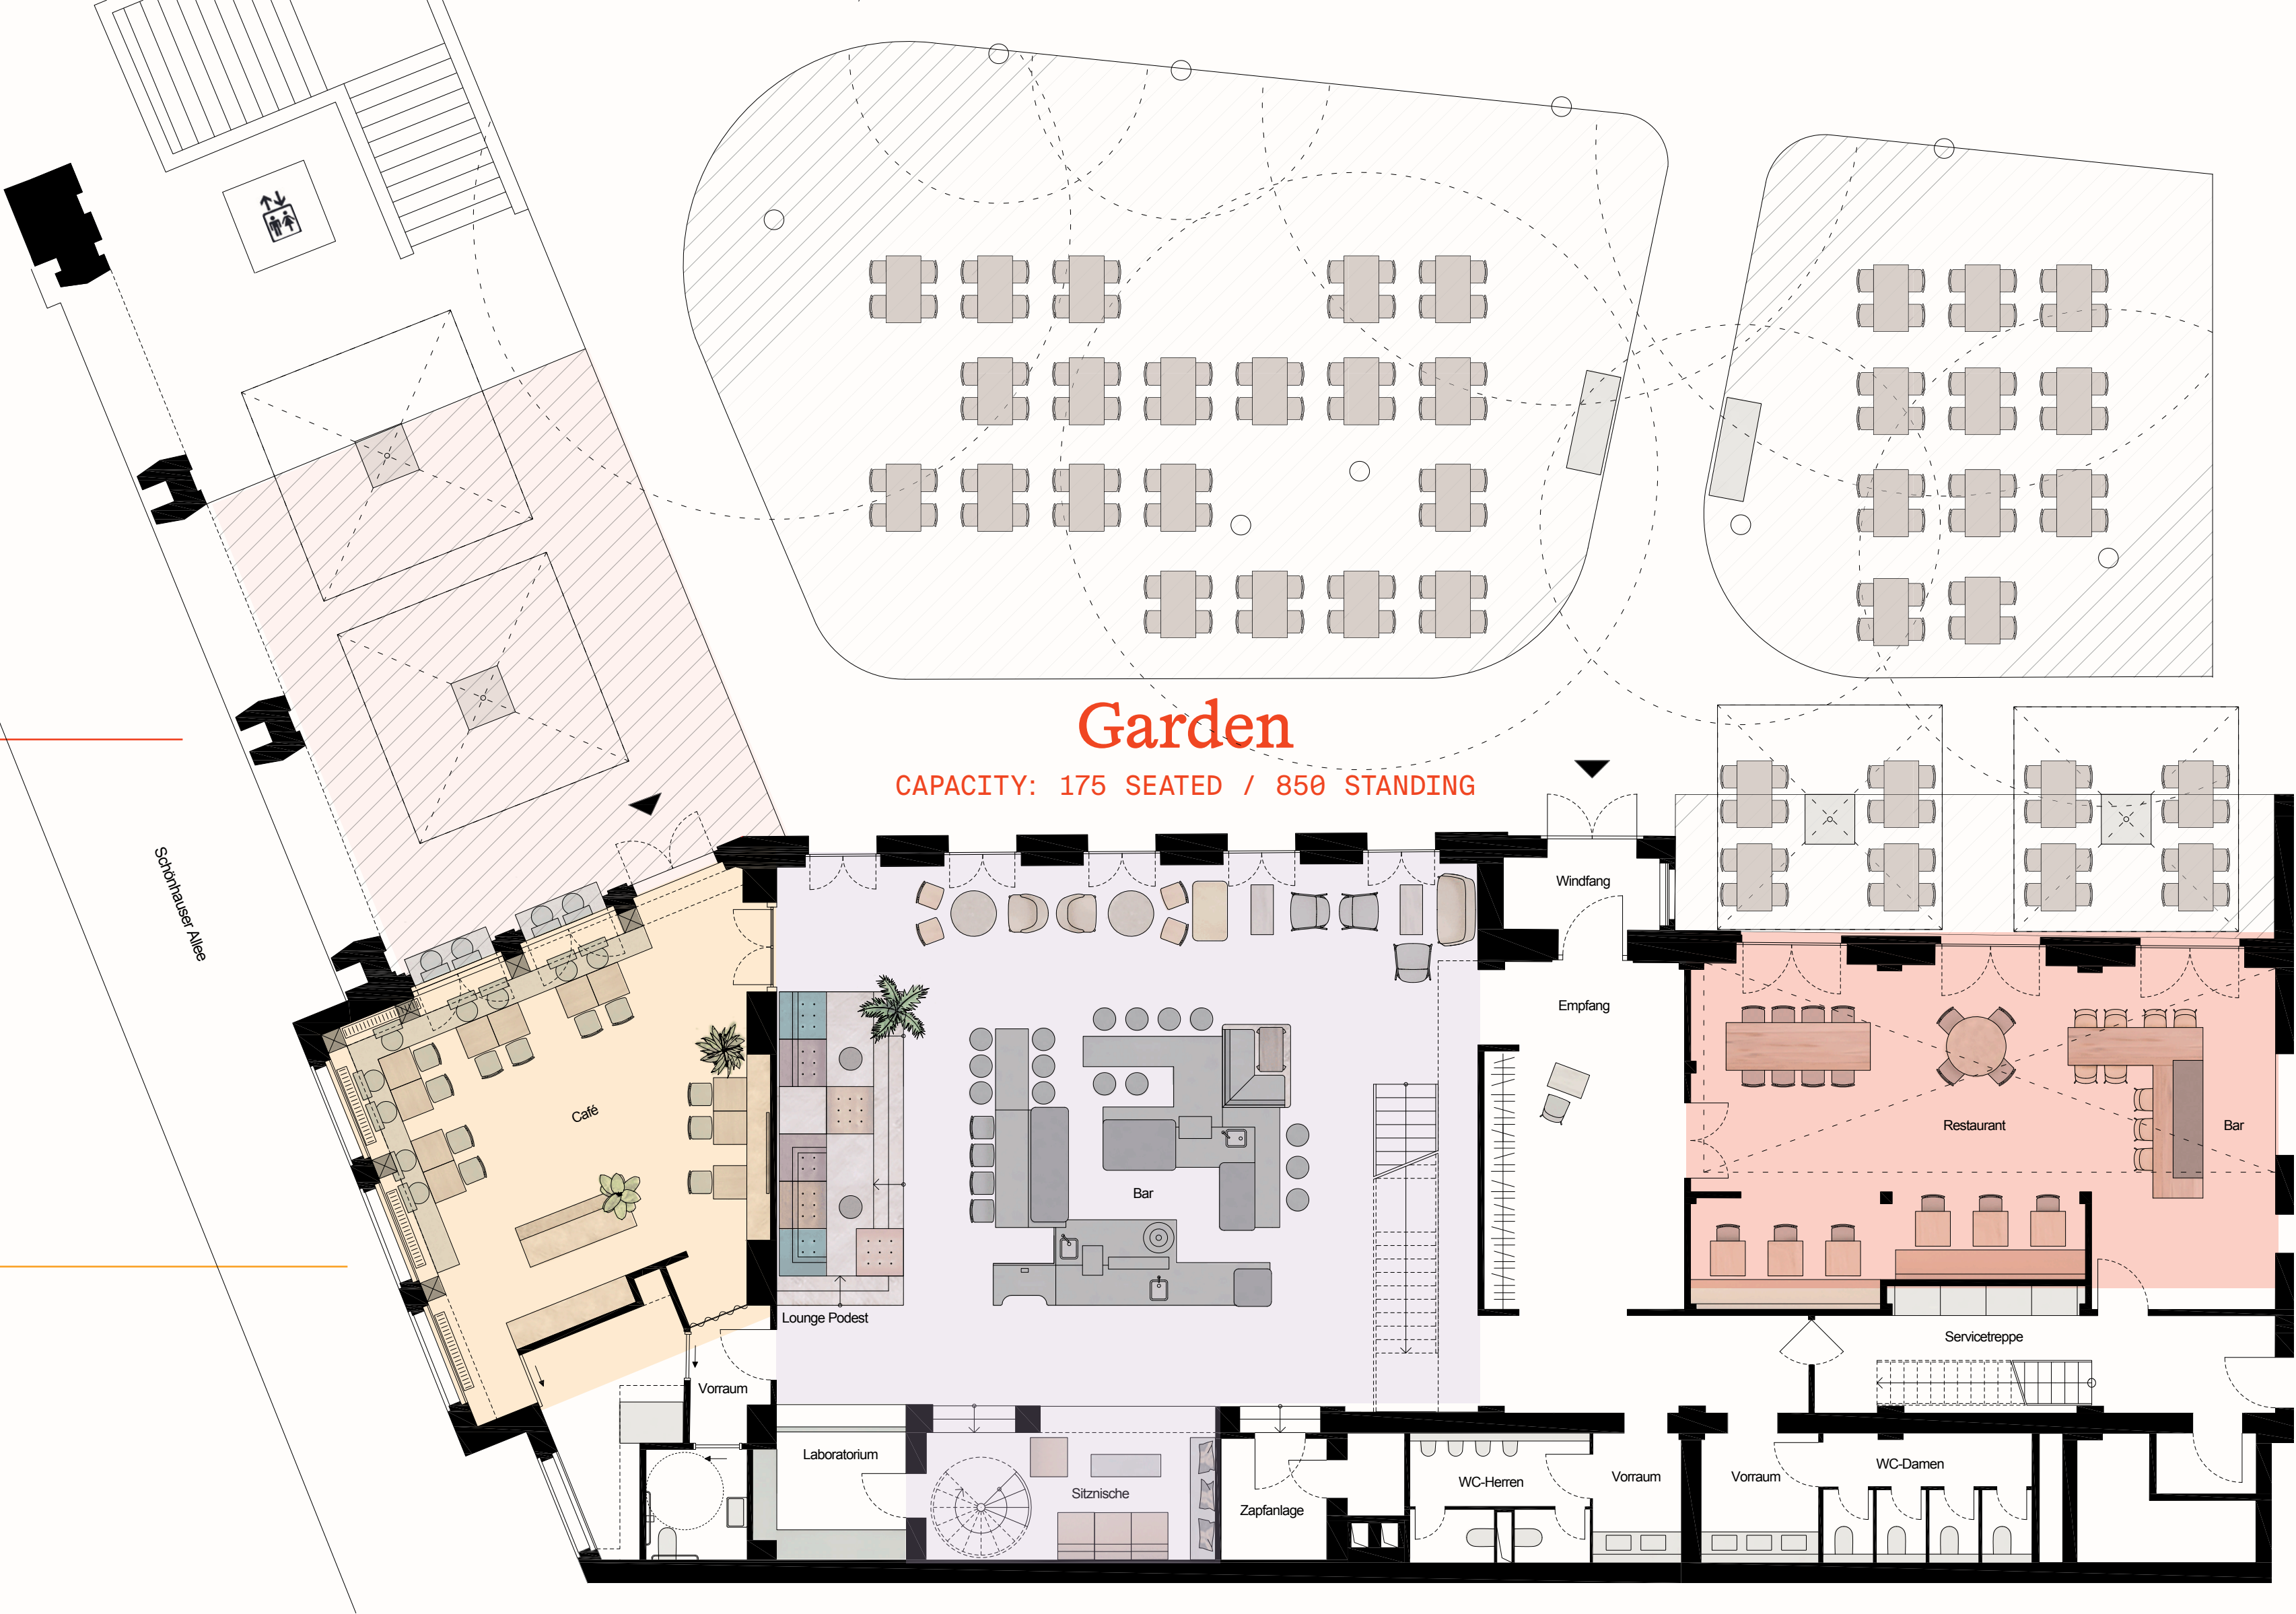 Garden
CAPACITY: 175 SEATED / 850 STANDING
Schönhauser Allee
Windfang
Empfang
Café
Restaurant
Bar
Bar
Lounge Podest
Servicetreppe
Vorraum
Laboratorium
Sitznische
Zapfanlage
WC-Herren
Vorraum
Vorraum
WC-Damen